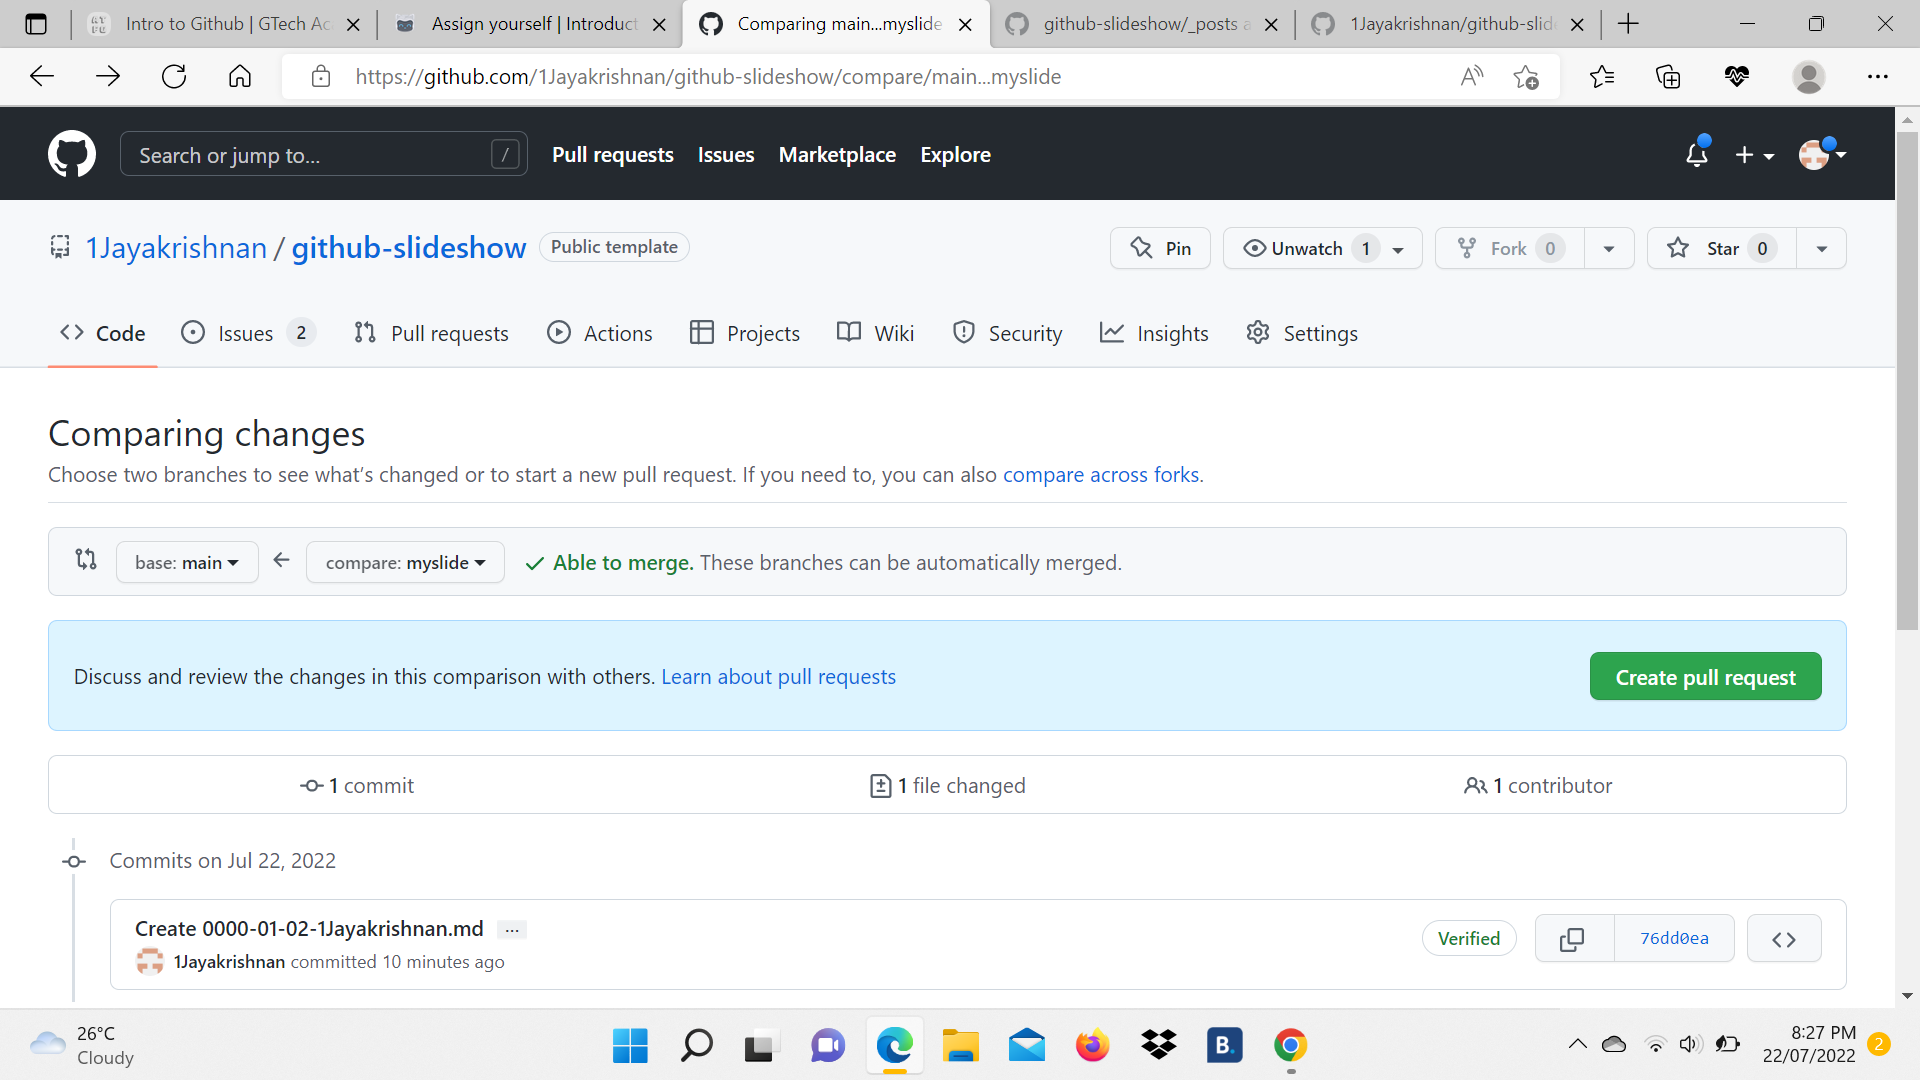 Intro to Github | GTech Ac
Assign yourself | Introduct
Comparing main...myslide
github-slideshow/_posts a
1Jayakrishnan/github-slid
https://github.com/1Jayakrishnan/github-slideshow/compare/main...myslide
Search or jump to... /
Pull requests Issues Marketplace Explore
1Jayakrishnan / github-slideshow Public template
Pin Unwatch 1 Fork 0 Star 0
Code Issues 2 Pull requests Actions Projects Wiki Security Insights Settings
Comparing changes
Choose two branches to see what's changed or to start a new pull request. If you need to, you can also compare across forks.
base: main compare: myslide Able to merge. These branches can be automatically merged.
Discuss and review the changes in this comparison with others. Learn about pull requests Create pull request
1 commit 1 file changed 1 contributor
Commits on Jul 22, 2022
Create 0000-01-02-1Jayakrishnan.md ...
1Jayakrishnan committed 10 minutes ago
Verified 76dd0ea
26°C
Cloudy
B.
8:27 PM
22/07/2022
2